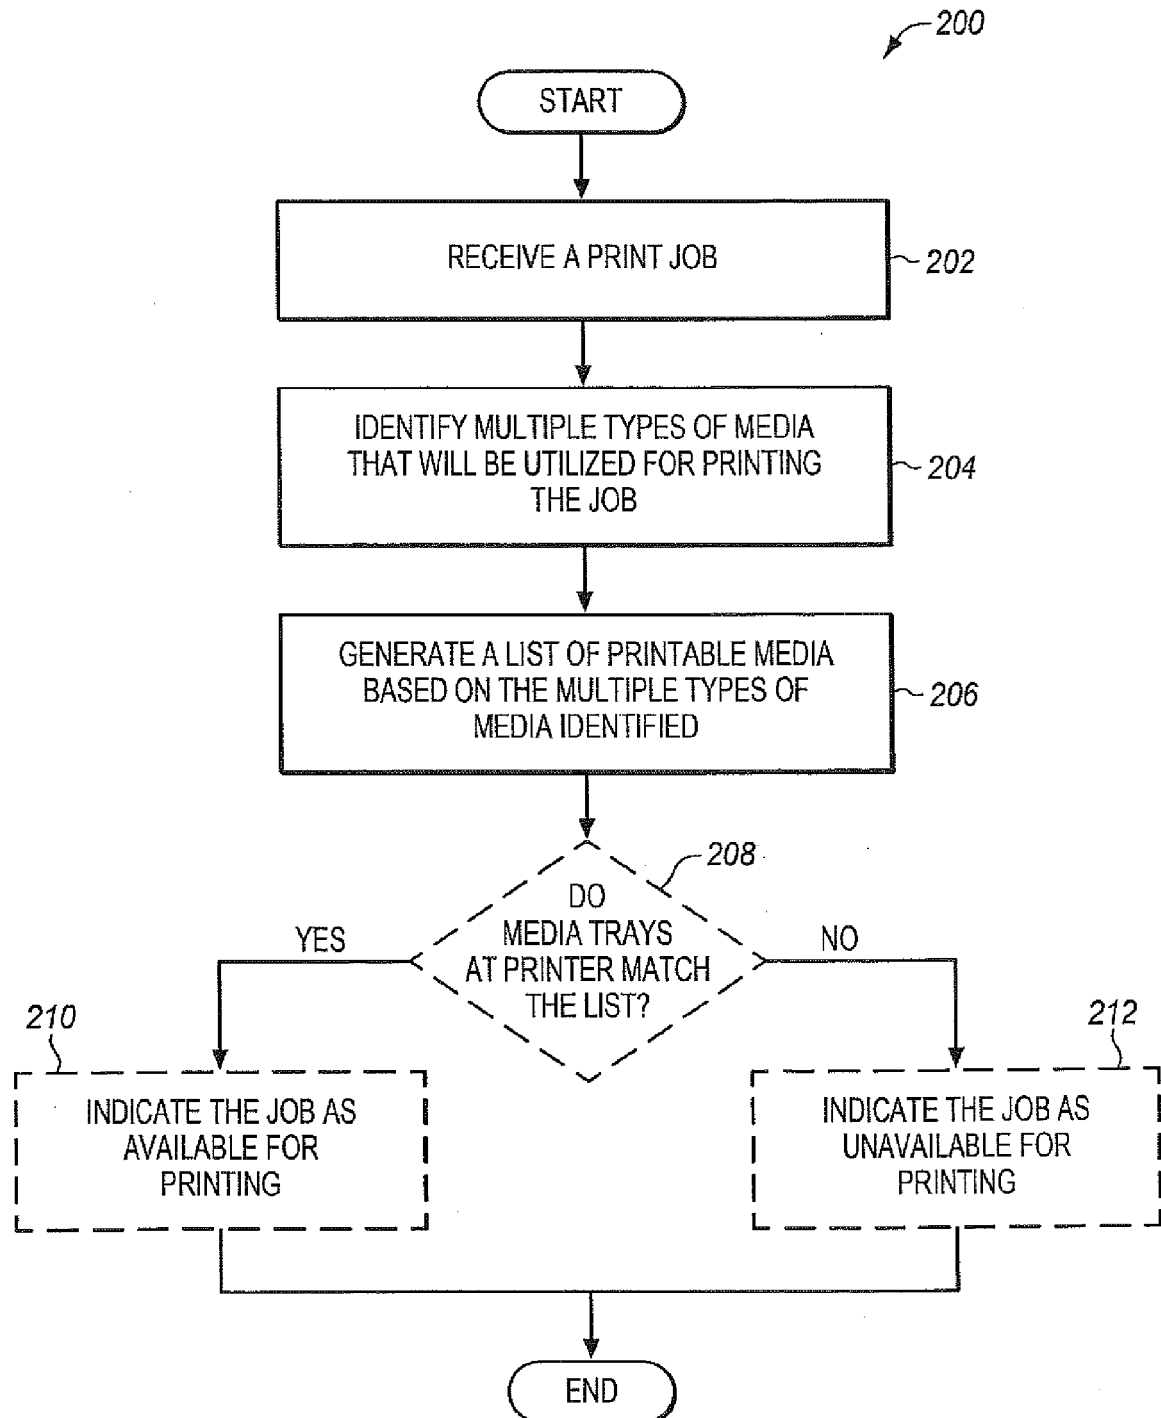 200
START
RECEIVE A PRINT JOB
202
IDENTIFY MULTIPLE TYPES OF MEDIA
THAT WILL BE UTILIZED FOR PRINTING
THE JOB
204
GENERATE A LIST OF PRINTABLE MEDIA
BASED ON THE MULTIPLE TYPES OF
MEDIA IDENTIFIED
206
208
DO
MEDIA TRAYS
AT PRINTER MATCH
THE LIST?
YES
NO
210
INDICATE THE JOB AS
AVAILABLE FOR
PRINTING
212
INDICATE THE JOB AS
UNAVAILABLE FOR
PRINTING
END